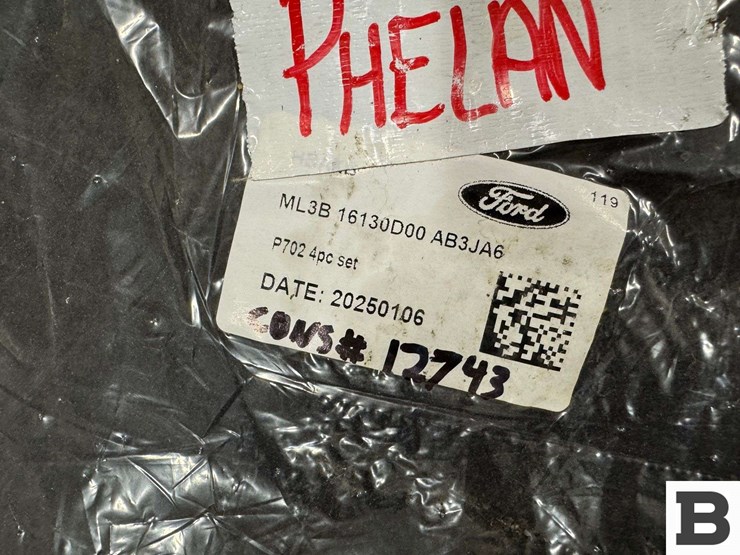 PHELAN
Ford
119
ML3B 16130D00 AB3JA6
P702 4pc set
DATE: 20250106
CONS# 12743
B